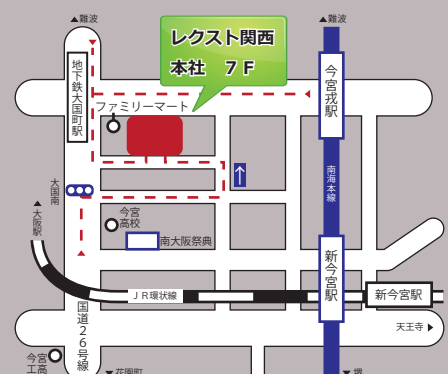 ▲難波
▲難波
レクスト関西
本社 7F
地下鉄大国町駅
今宮戎駅
ファミリーマート
大国南
▲大阪駅
南海本線
今宮
高校
南大阪祭典
新今宮駅
JR環状線
新今宮駅
国道26号線
天王寺▶
今宮
工高
▼花園町
▼堺